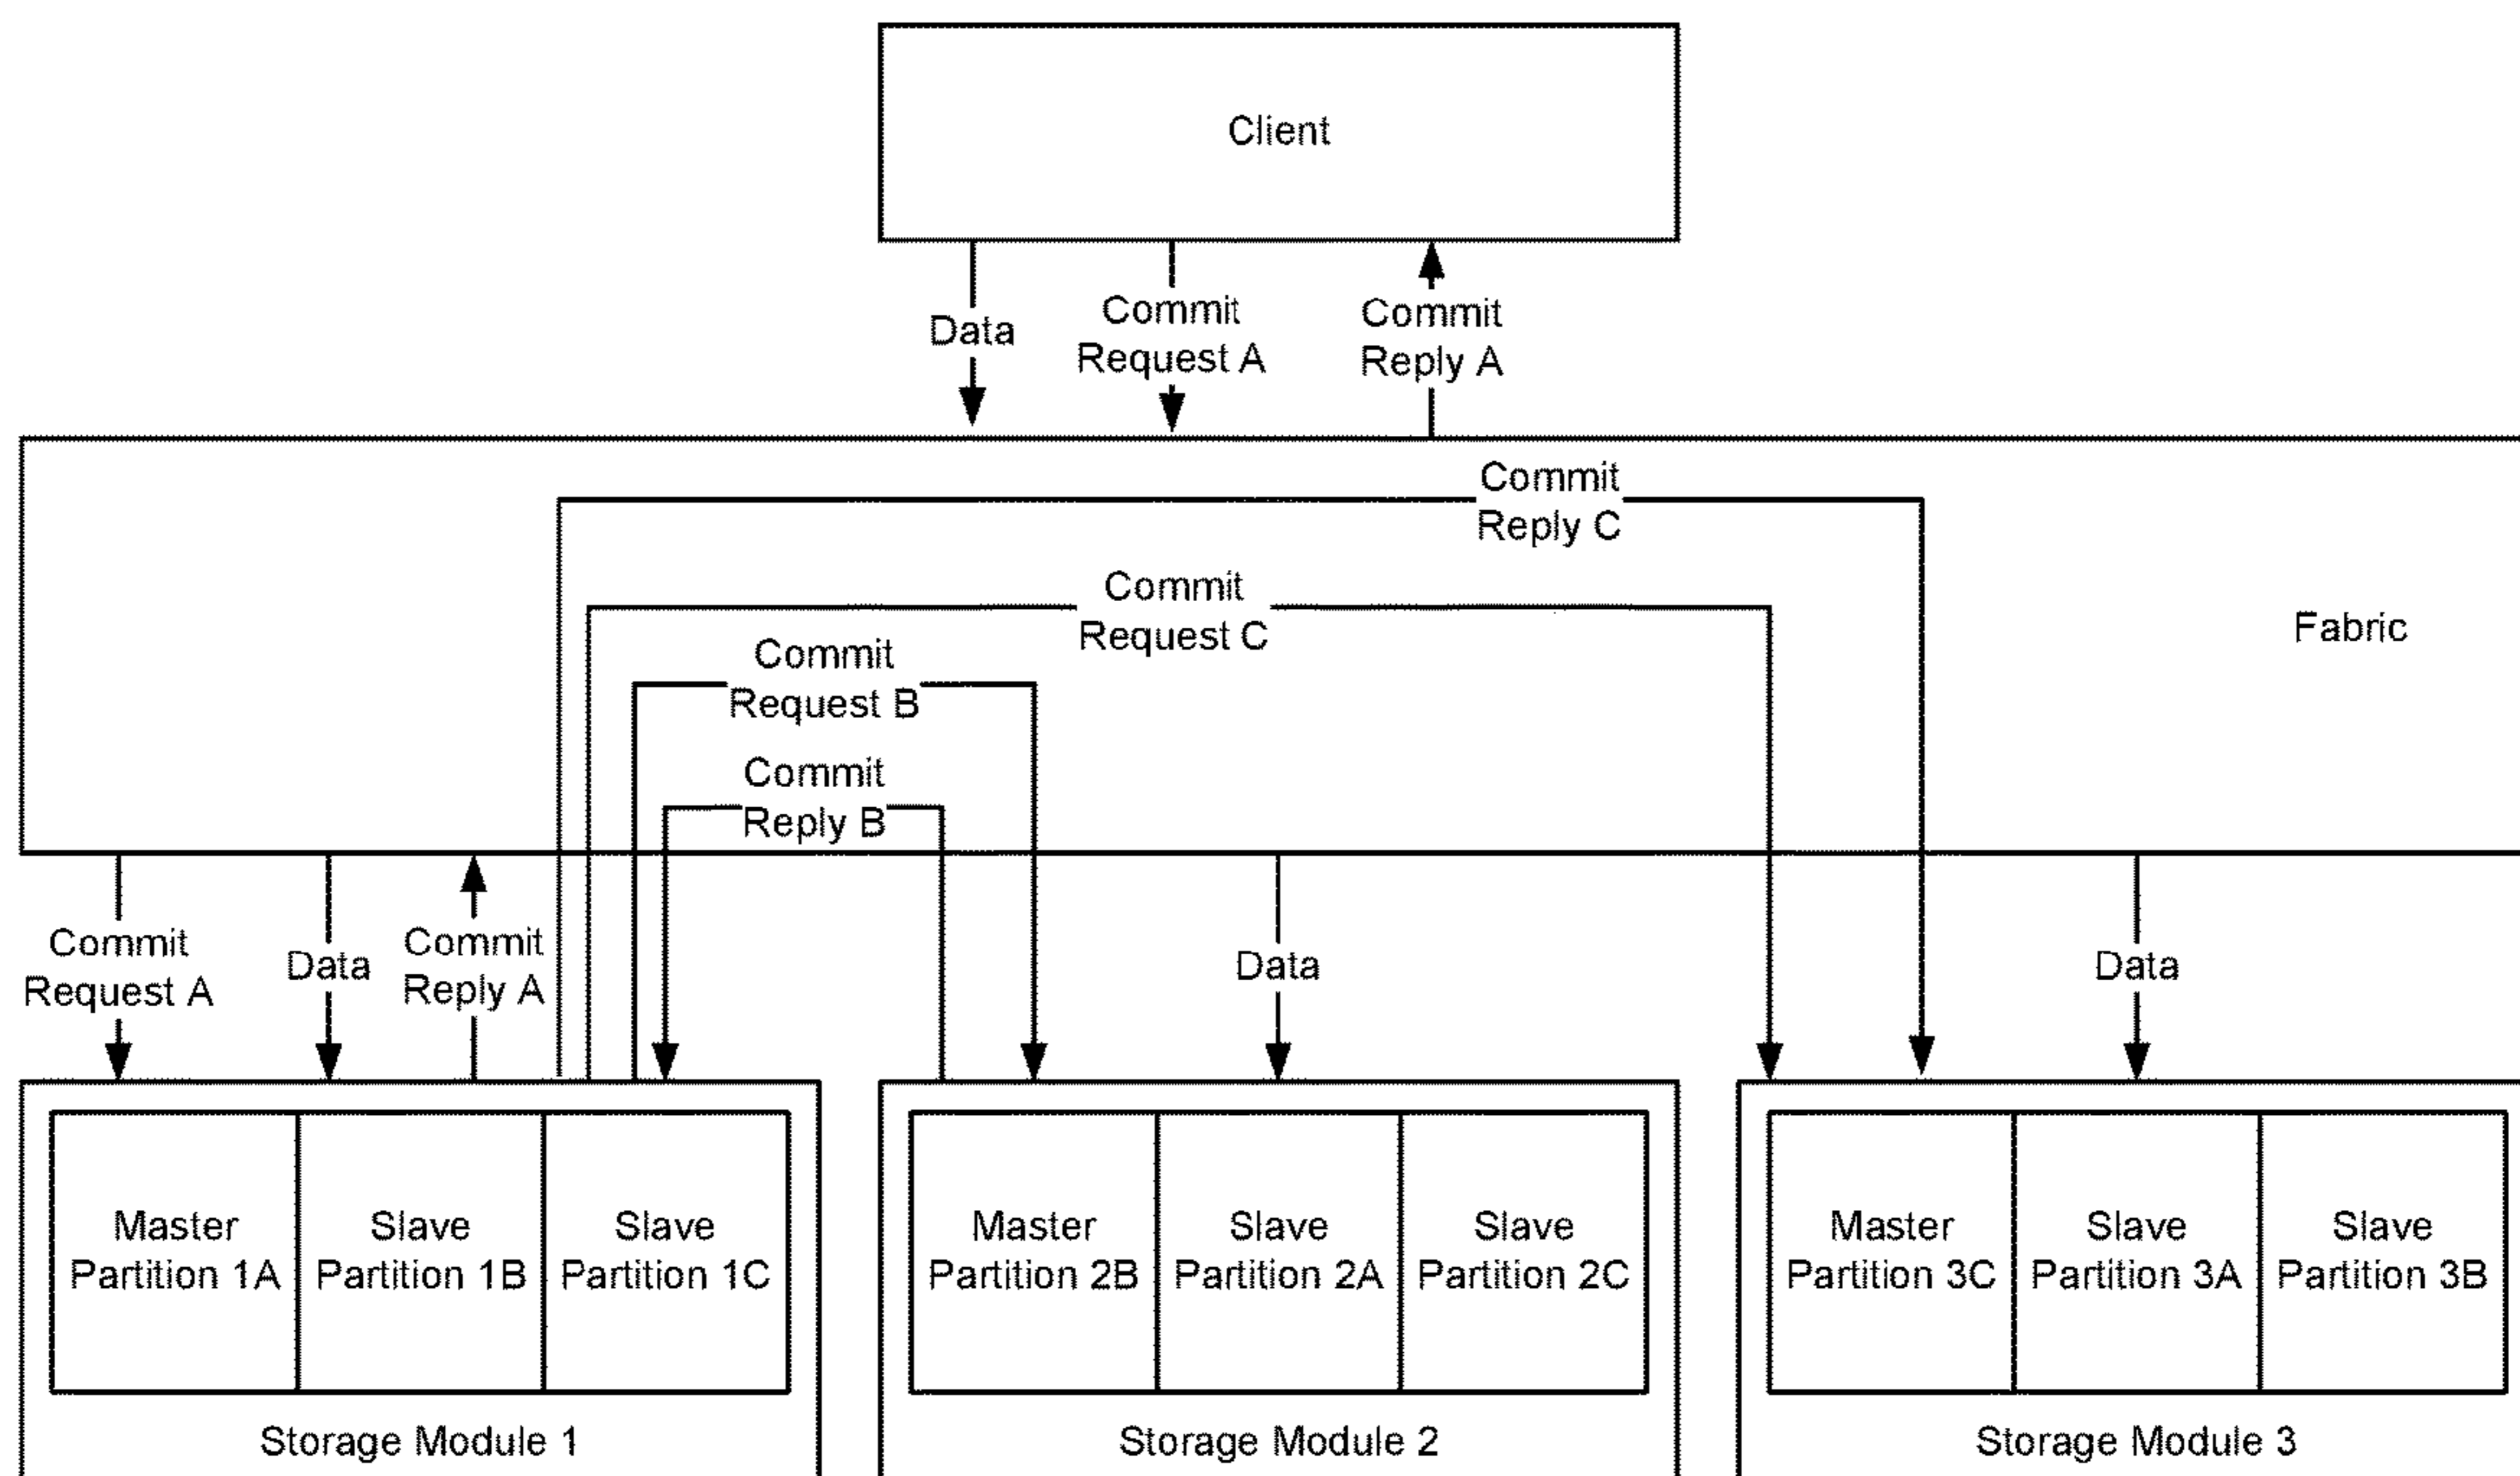 Client
Data
Commit
Request A
Commit
Reply A
Commit
Reply C
Commit
Request C
Fabric
Commit
Request B
Commit
Reply B
Commit
Request A
Data
Commit
Reply A
Data
Data
Master
Partition 1A
Slave
Partition 1B
Slave
Partition 1C
Master
Partition 2B
Slave
Partition 2A
Slave
Partition 2C
Master
Partition 3C
Slave
Partition 3A
Slave
Partition 3B
Storage Module 1
Storage Module 2
Storage Module 3